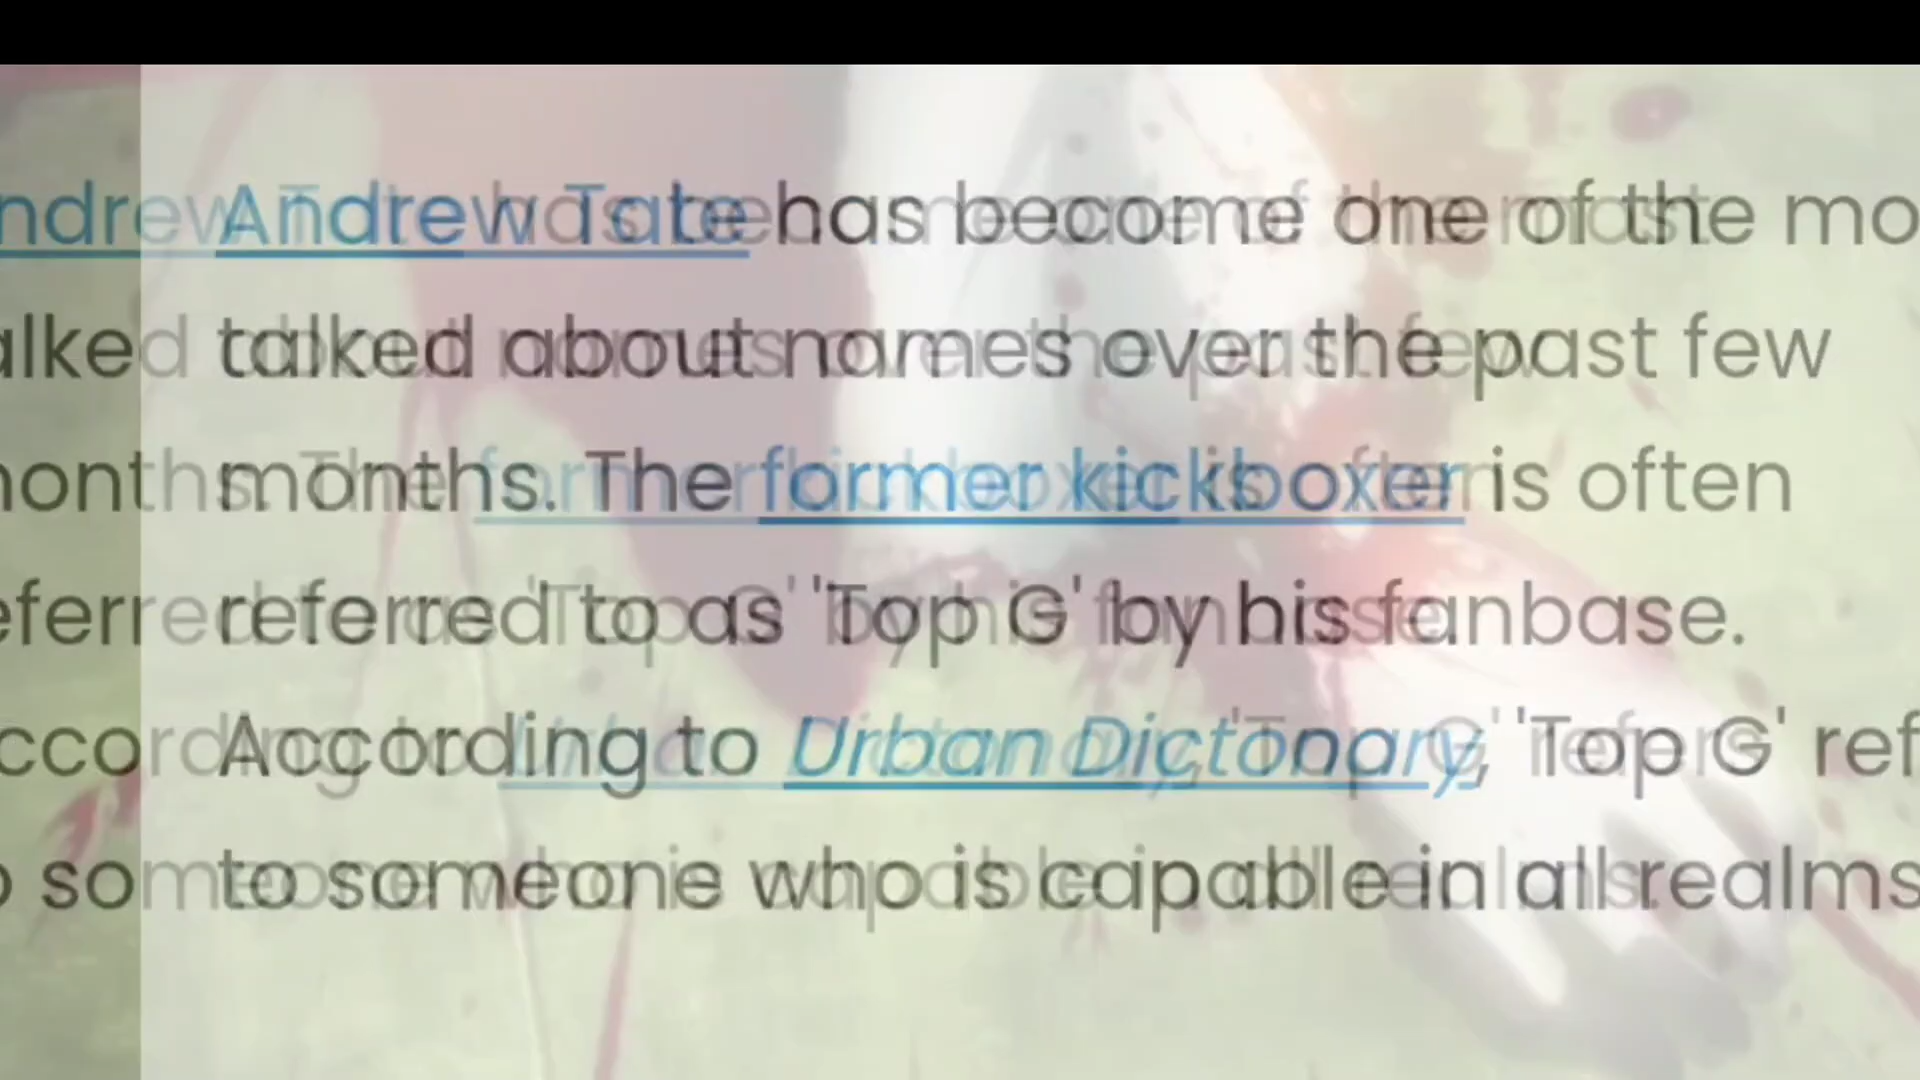 Andrew Tate has become one of the mo
talked about names over the past few
months. The former kickboxer is often
referred to as 'Top G' by his fanbase.
According to Urban Dictonary, 'Top G' ref
to someone who is capable in all realms